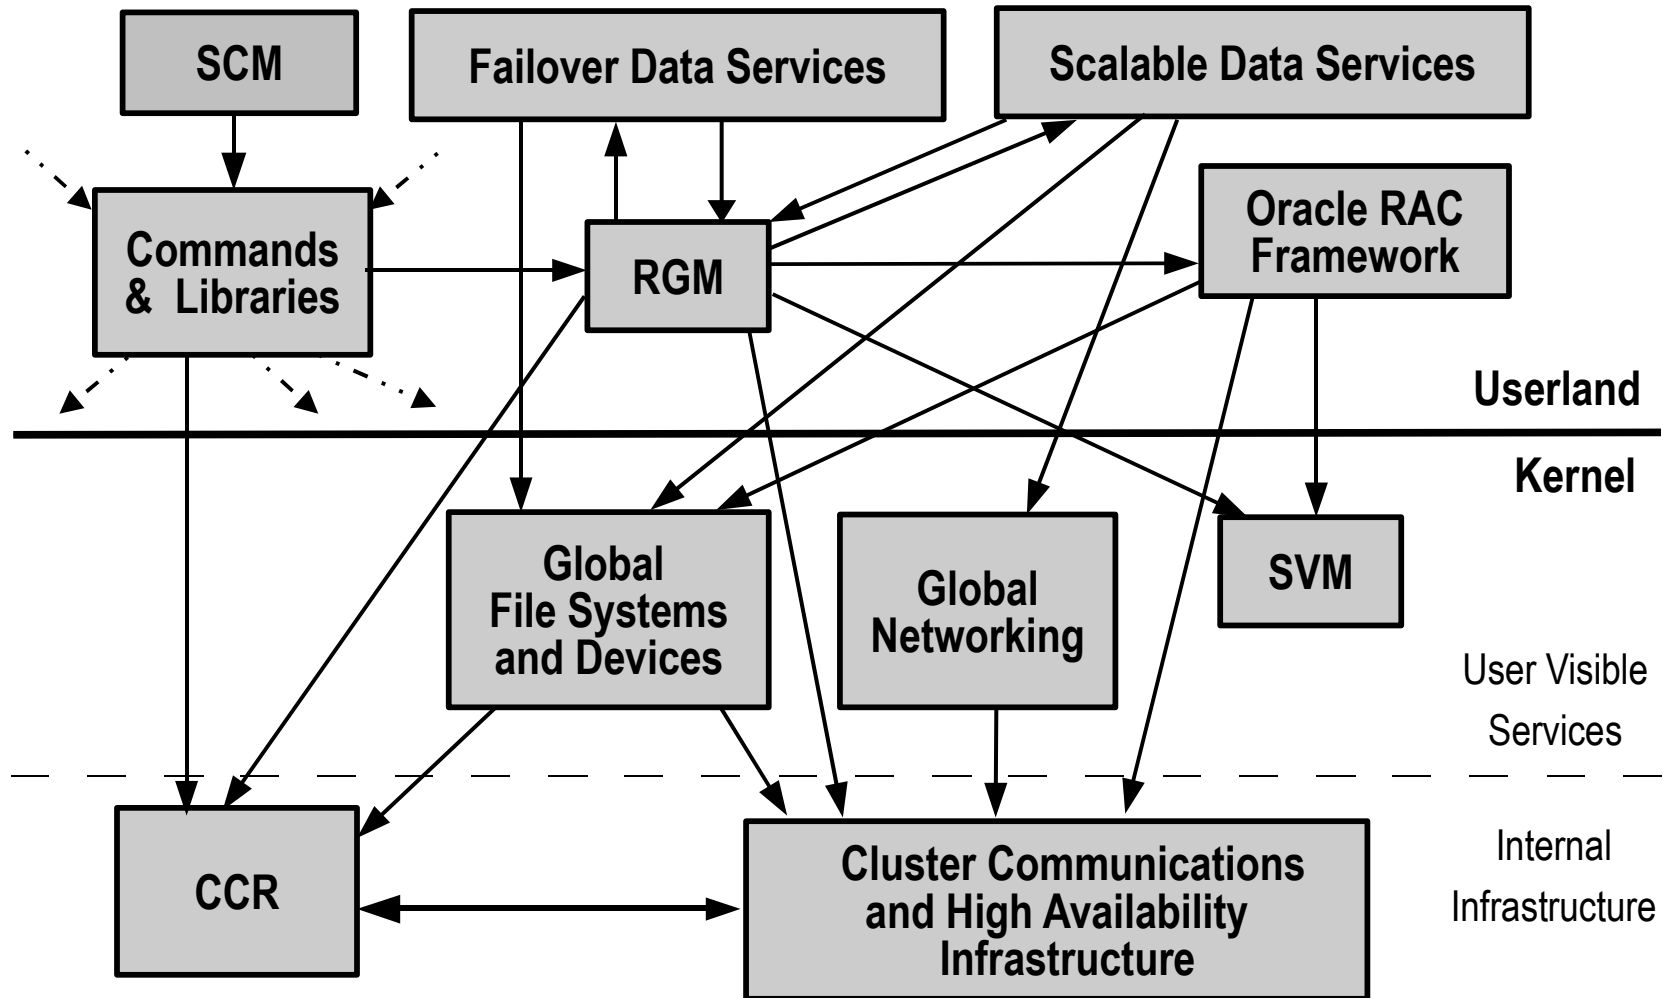 SCM
Failover Data Services
Scalable Data Services
Commands
& Libraries
RGM
Oracle RAC
Framework
Userland
Kernel
Global
File Systems
and Devices
Global
Networking
SVM
User Visible
Services
CCR
Cluster Communications
and High Availability
Infrastructure
Internal
Infrastructure